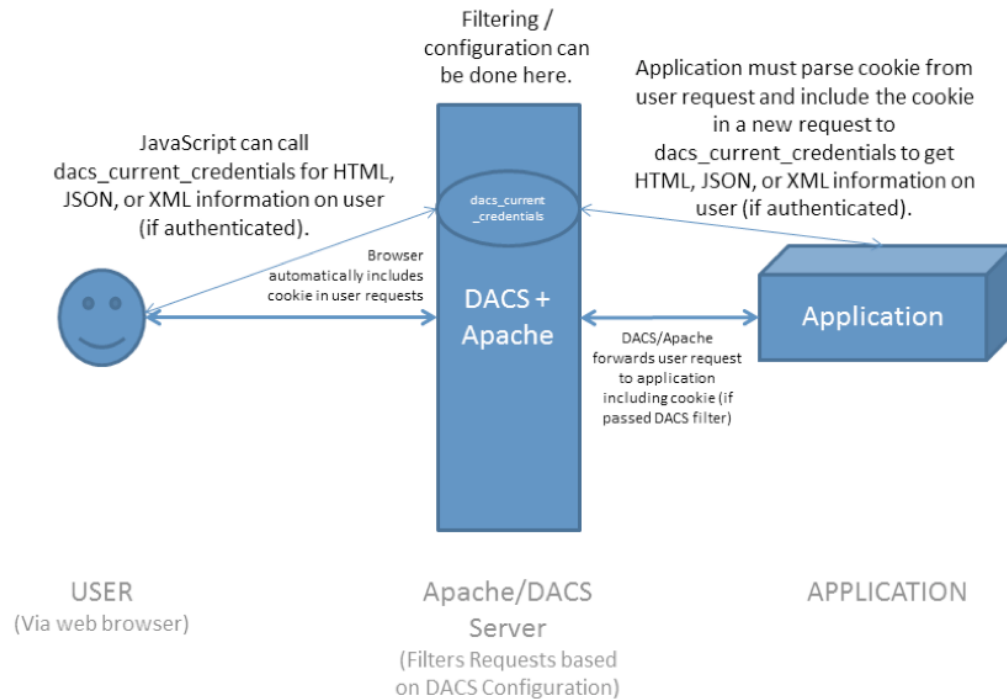 Filtering /
configuration can
be done here.
Application must parse cookie from
user request and include the cookie
in a new request to
dacs_current_credentials to get
HTML, JSON, or XML information on
user (if authenticated).
JavaScript can call
dacs_current_credentials for HTML,
JSON, or XML information on user
(if authenticated).
dacs_current
_credentials
Browser
automatically includes
cookie in user requests
DACS +
Apache
Application
DACS/Apache
forwards user request
to application
including cookie (if
passed DACS filter)
USER
(Via web browser)
Apache/DACS
Server
(Filters Requests based
on DACS Configuration)
APPLICATION